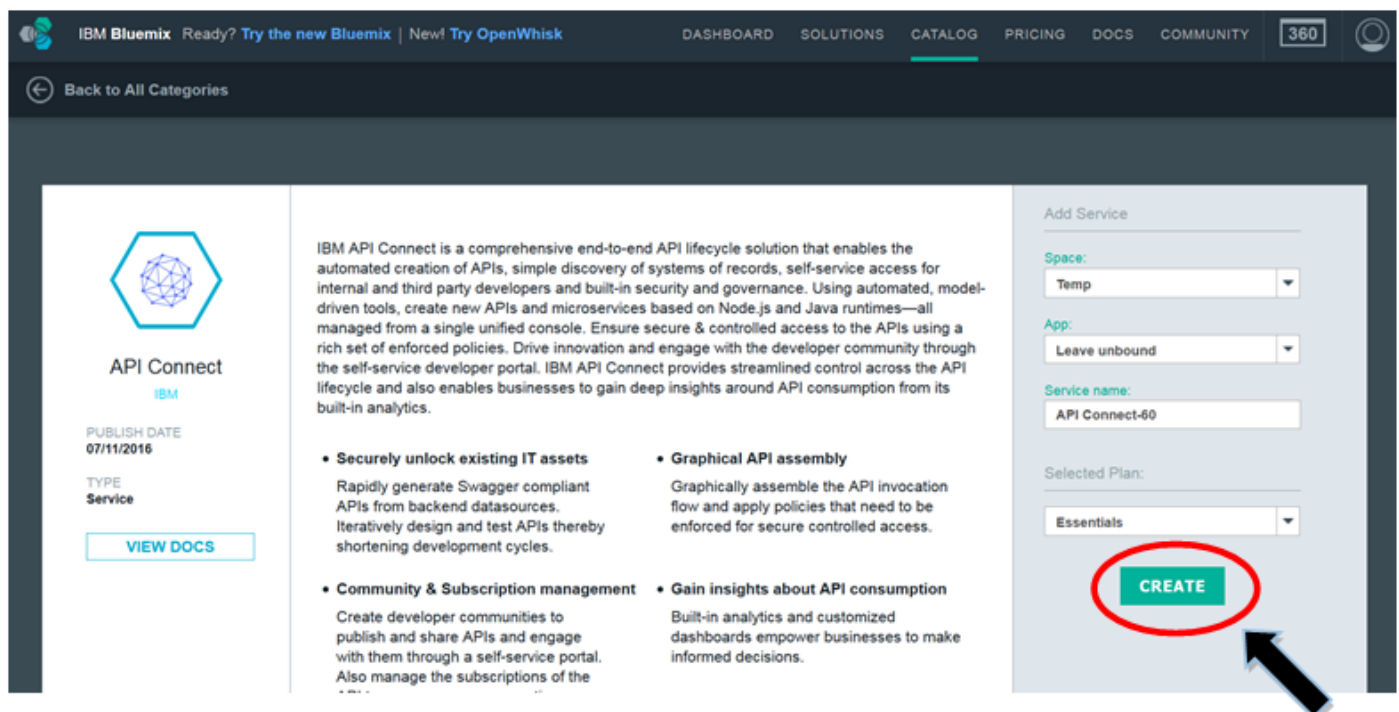 IBM Bluemix Ready? Try the new Bluemix | New! Try OpenWhisk
DASHBOARD SOLUTIONS CATALOG PRICING DOCS COMMUNITY 360
Back to All Categories
API Connect
IBM
PUBLISH DATE
07/11/2016
TYPE
Service
VIEW DOCS
IBM API Connect is a comprehensive end-to-end API lifecycle solution that enables the
automated creation of APIs, simple discovery of systems of records, self-service access for
internal and third party developers and built-in security and governance. Using automated, model-
driven tools, create new APIs and microservices based on Node.js and Java runtimes—all
managed from a single unified console. Ensure secure & controlled access to the APIs using a
rich set of enforced policies. Drive innovation and engage with the developer community through
the self-service developer portal. IBM API Connect provides streamlined control across the API
lifecycle and also enables businesses to gain deep insights around API consumption from its
built-in analytics.
• Securely unlock existing IT assets
Rapidly generate Swagger compliant
APIs from backend datasources.
Iteratively design and test APIs thereby
shortening development cycles.
• Graphical API assembly
Graphically assemble the API invocation
flow and apply policies that need to be
enforced for secure controlled access.
• Community & Subscription management
Create developer communities to
publish and share APIs and engage
with them through a self-service portal.
Also manage the subscriptions of the
• Gain insights about API consumption
Built-in analytics and customized
dashboards empower businesses to make
informed decisions.
Add Service
Space:
Temp
App:
Leave unbound
Service name:
API Connect-60
Selected Plan:
Essentials
CREATE